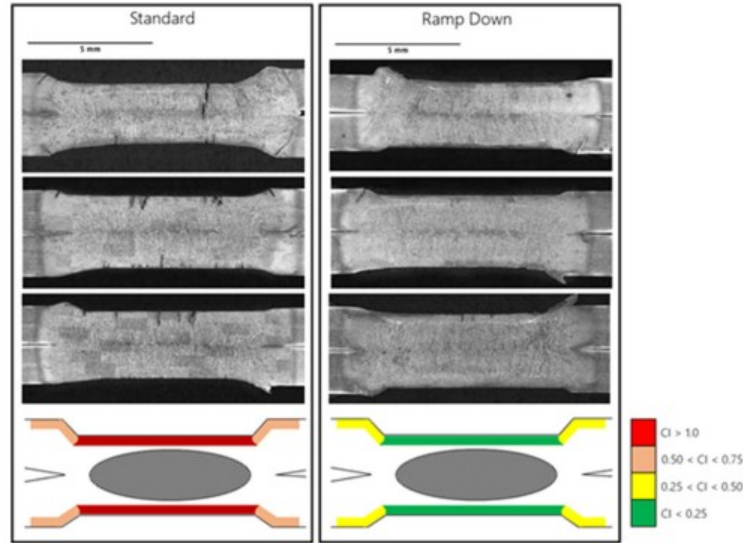 Standard
Ramp Down
5 mm
5 mm
CI > 1.0
0.50 < CI < 0.75
0.25 < CI < 0.50
CI < 0.25